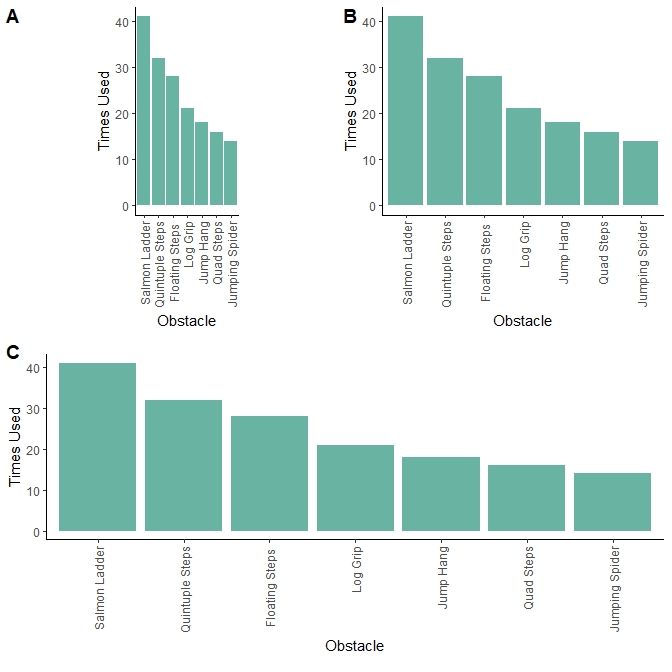 A
40
30
20
10
0
Times Used
Salmon Ladder
Quintuple Steps
Floating Steps
Log Grip
Jump Hang
Quad Steps
Jumping Spider
Obstacle
B
40
30
20
10
0
Times Used
Salmon Ladder
Quintuple Steps
Floating Steps
Log Grip
Jump Hang
Quad Steps
Jumping Spider
Obstacle
C
40
30
20
10
0
Times Used
Salmon Ladder
Quintuple Steps
Floating Steps
Log Grip
Jump Hang
Quad Steps
Jumping Spider
Obstacle